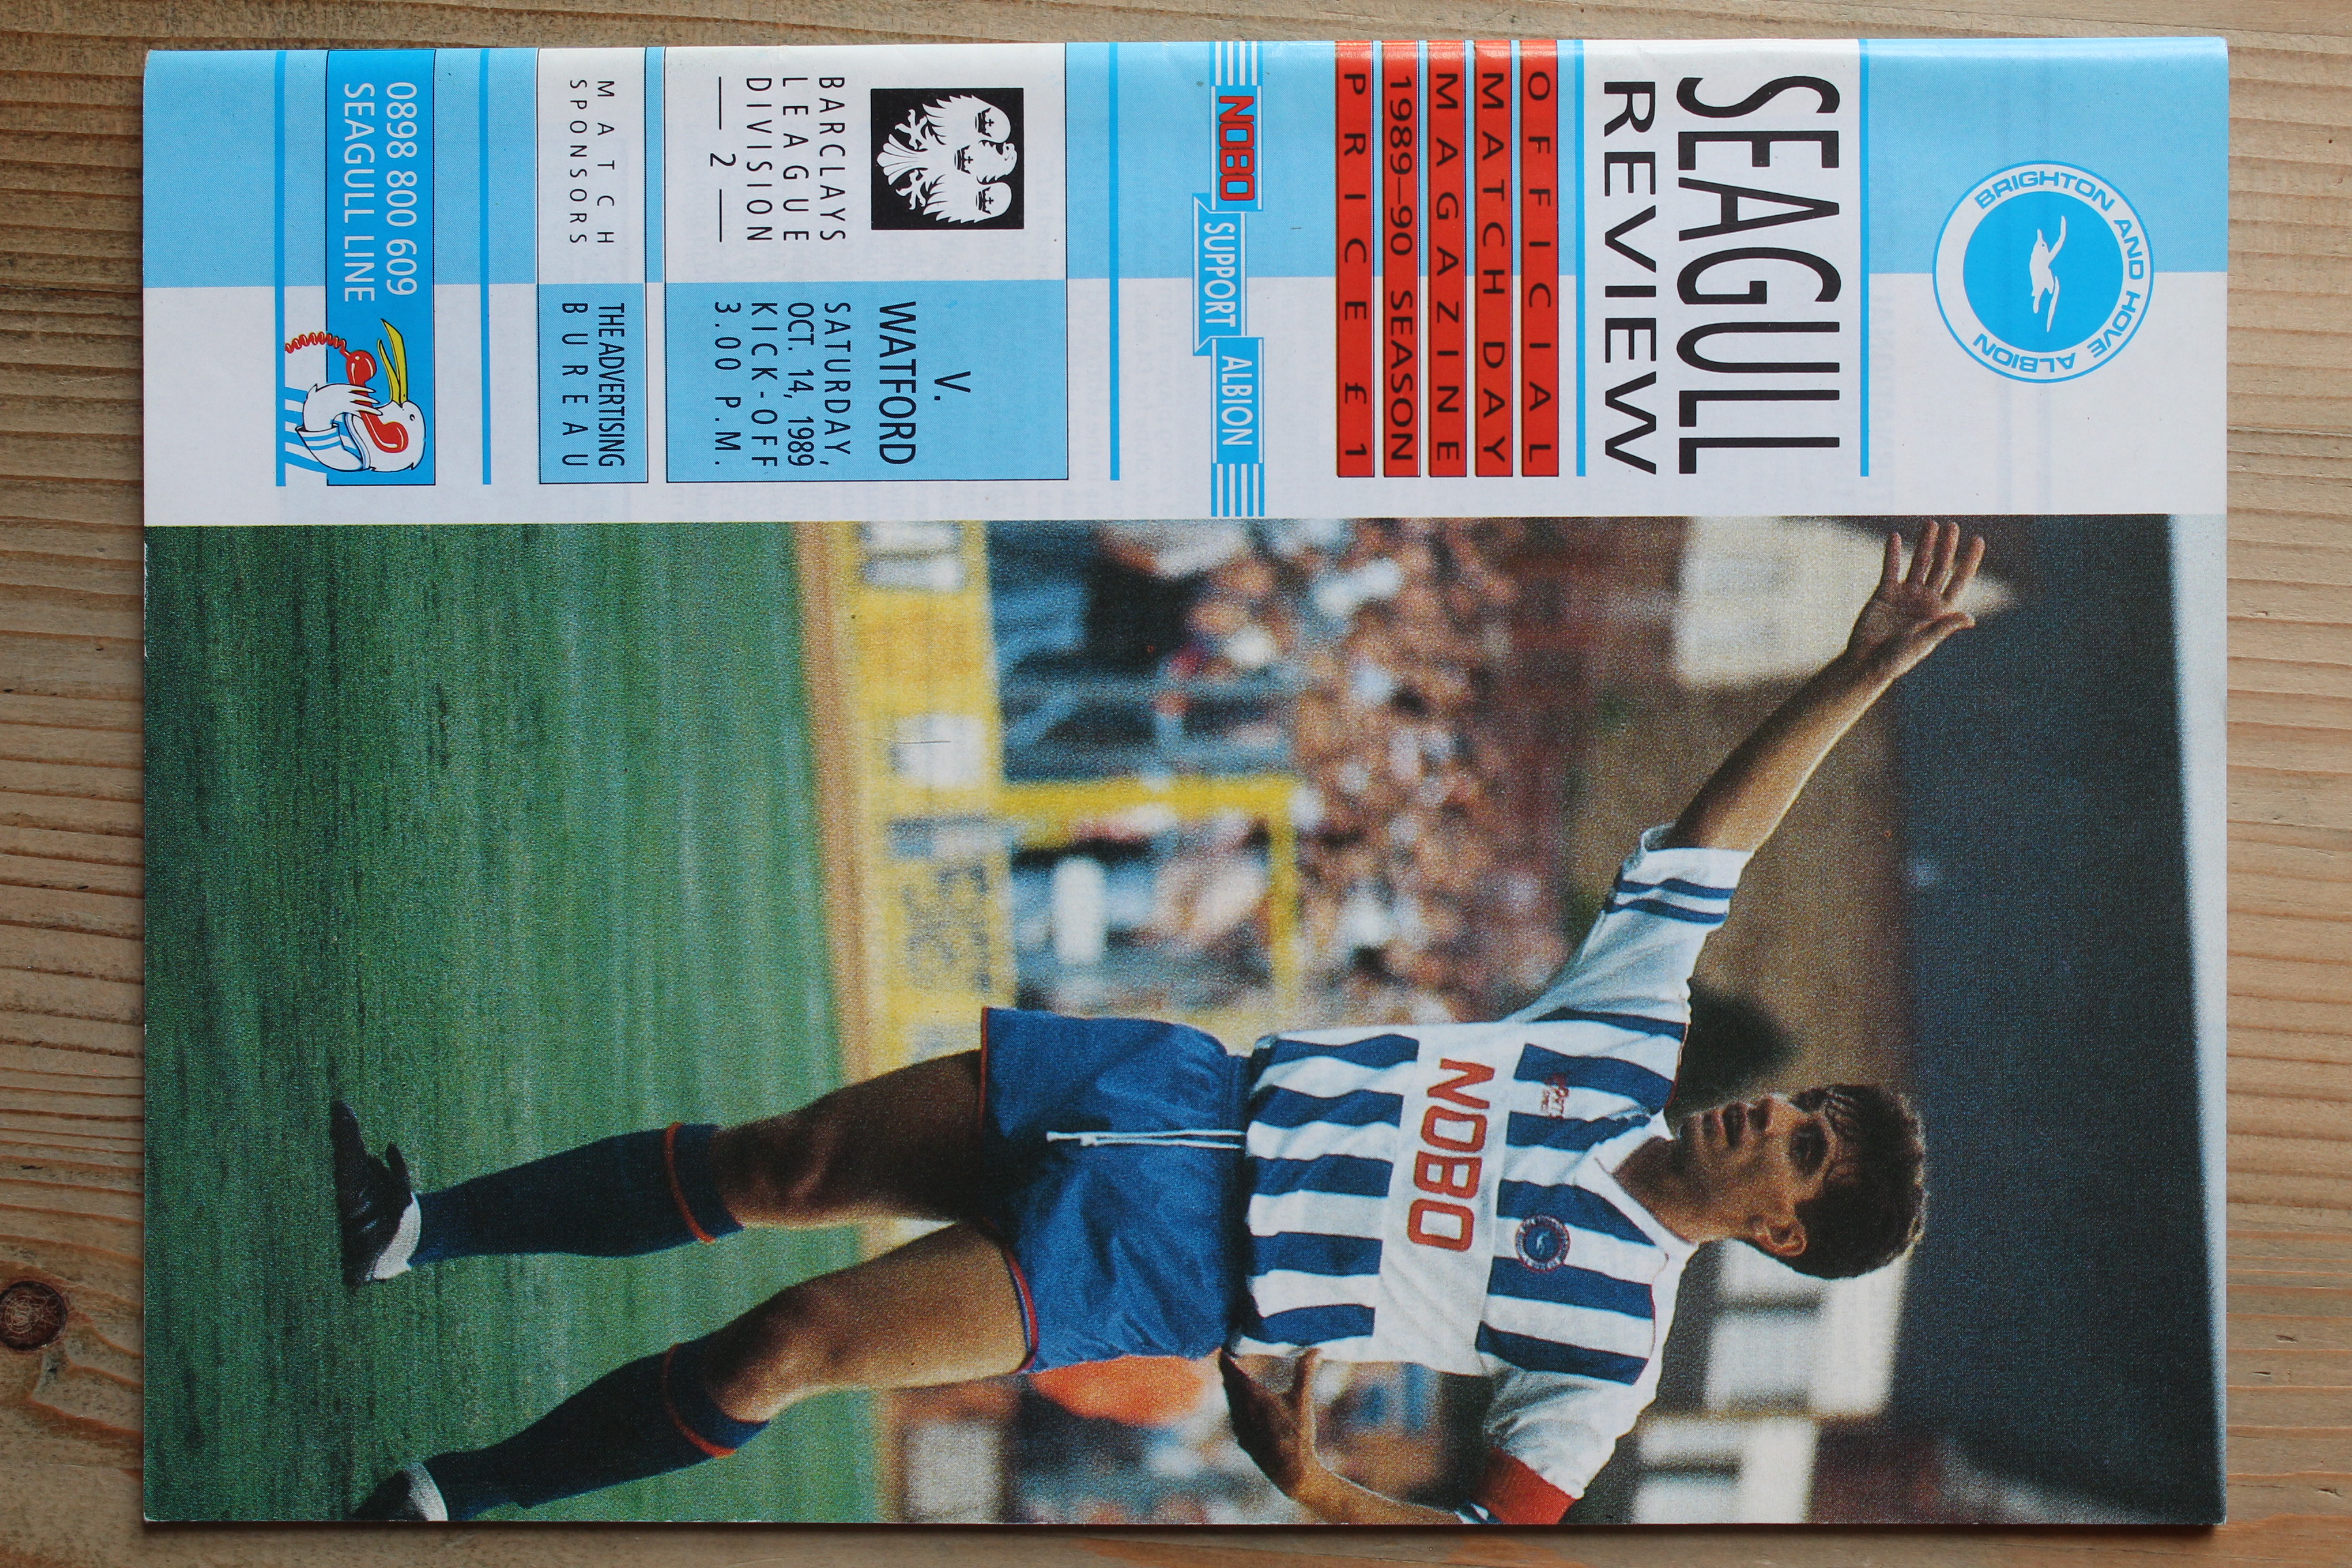 BRIGHTON AND HOVE ALBION
SEAGULL
REVIEW
OFFICIAL
MATCH DAY
MAGAZINE
1989–90 SEASON
PRICE £1
NOBO SUPPORT ALBION
BARCLAYS
LEAGUE
DIVISION
— 2 —
V.
WATFORD
SATURDAY,
OCT. 14, 1989
KICK-OFF
3.00 P.M.
MATCH
SPONSORS
THE ADVERTISING
BUREAU
0898 800 609
SEAGULL LINE
NOBO